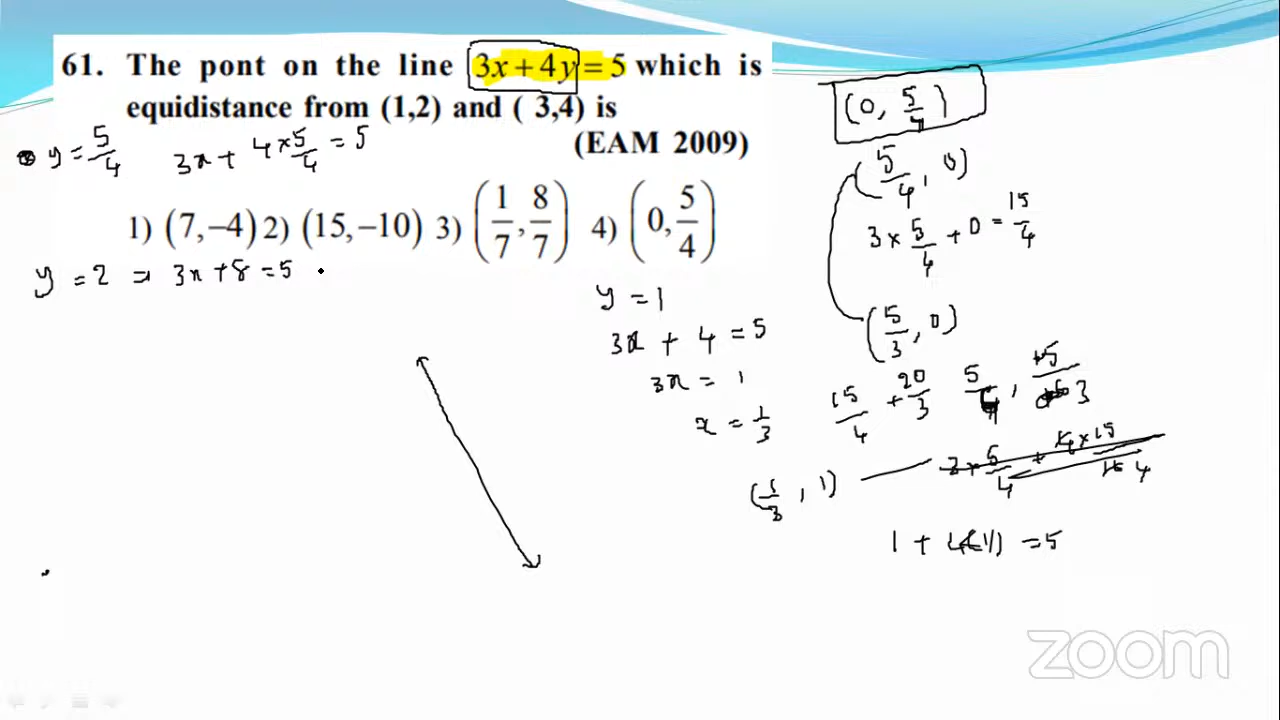 61. The pont on the line 3x + 4y = 5 which is
equidistance from (1,2) and ( 3,4) is
(EAM 2009)
y = 5/4 3x + 4×5/4 = 5
1) (7,−4) 2) (15,−10) 3) (1/7, 8/7) 4) (0, 5/4)
y = 2 ⇒ 3x + 8 = 5
y = 1
3x + 4 = 5
3x = 1
x = 1/3
(1/3, 1)
(0, 5/4)
(5/4, 0)
3 × 5/4 + 0 = 15/4
(5/3, 0)
15/4 + 20/3
= 5
zoom